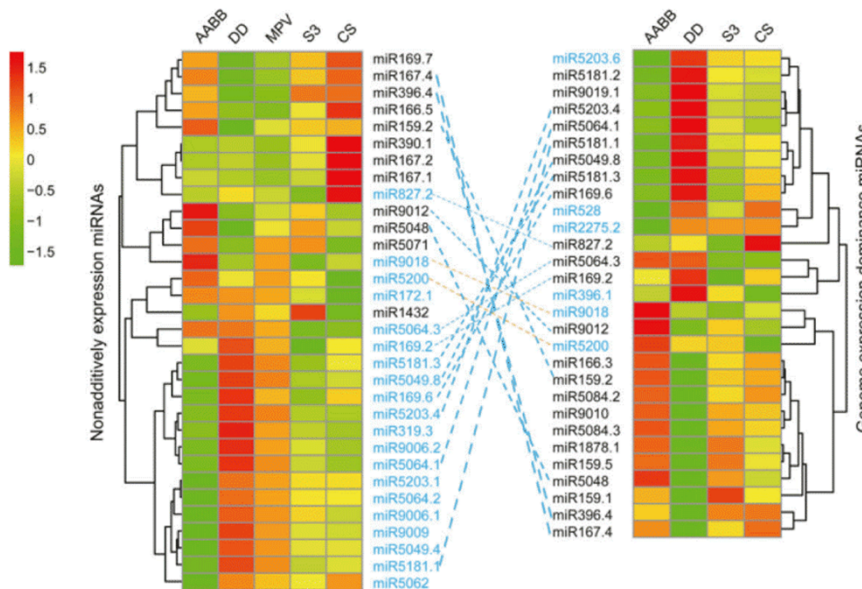 AABB DD MPV S3 CS
AABB DD S3 CS
1.5
1
0.5
0
−0.5
−1
−1.5
Nonadditively expression miRNAs
miR169.7
miR167.4
miR396.4
miR166.5
miR159.2
miR390.1
miR167.2
miR167.1
miR827.2
miR9012
miR5048
miR5071
miR9018
miR5200
miR172.1
miR1432
miR5064.3
miR169.2
miR5181.3
miR5049.8
miR169.6
miR5203.4
miR319.3
miR9006.2
miR5064.1
miR5203.1
miR5064.2
miR9006.1
miR9009
miR5049.4
miR5181.1
miR5062
miR5203.6
miR5181.2
miR9019.1
miR5203.4
miR5064.1
miR5181.1
miR5049.8
miR5181.3
miR169.6
miR528
miR2275.2
miR827.2
miR5064.3
miR169.2
miR396.1
miR9018
miR9012
miR5200
miR166.3
miR159.2
miR5084.2
miR9010
miR5084.3
miR1878.1
miR159.5
miR5048
miR159.1
miR396.4
miR167.4
expression dominance miRNAs